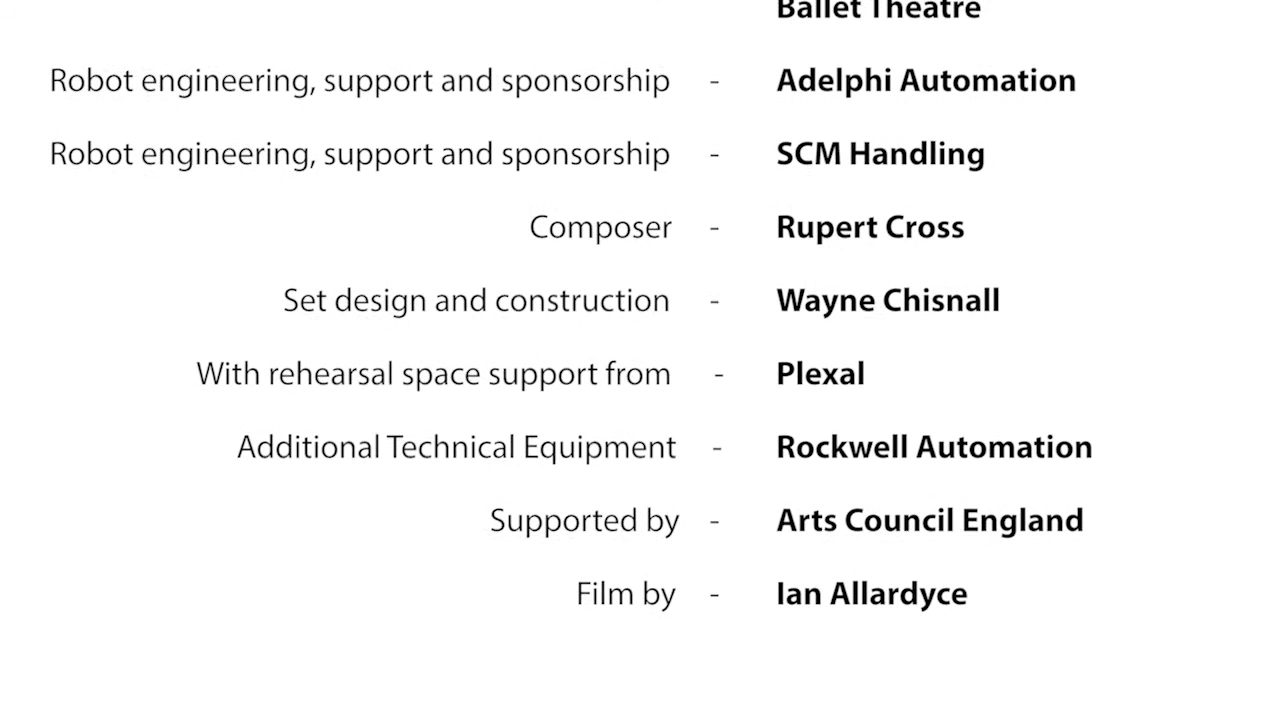 Ballet Theatre
Robot engineering, support and sponsorship - Adelphi Automation
Robot engineering, support and sponsorship - SCM Handling
Composer - Rupert Cross
Set design and construction - Wayne Chisnall
With rehearsal space support from - Plexal
Additional Technical Equipment - Rockwell Automation
Supported by - Arts Council England
Film by - Ian Allardyce